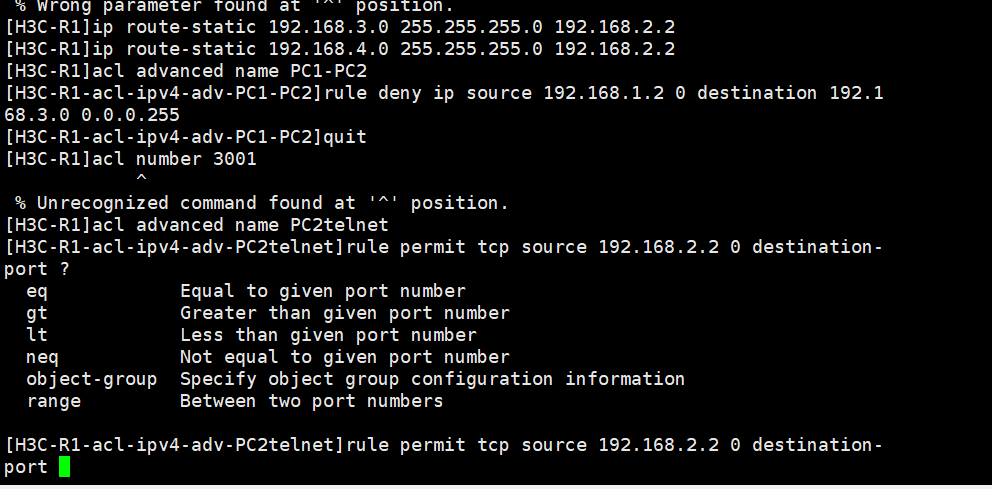 % Wrong parameter found at '^' position.
[H3C-R1]ip route-static 192.168.3.0 255.255.255.0 192.168.2.2
[H3C-R1]ip route-static 192.168.4.0 255.255.255.0 192.168.2.2
[H3C-R1]acl advanced name PC1-PC2
[H3C-R1-acl-ipv4-adv-PC1-PC2]rule deny ip source 192.168.1.2 0 destination 192.1
68.3.0 0.0.0.255
[H3C-R1-acl-ipv4-adv-PC1-PC2]quit
[H3C-R1]acl number 3001
^
% Unrecognized command found at '^' position.
[H3C-R1]acl advanced name PC2telnet
[H3C-R1-acl-ipv4-adv-PC2telnet]rule permit tcp source 192.168.2.2 0 destination-
port ?
eq Equal to given port number
gt Greater than given port number
lt Less than given port number
neq Not equal to given port number
object-group Specify object group configuration information
range Between two port numbers
[H3C-R1-acl-ipv4-adv-PC2telnet]rule permit tcp source 192.168.2.2 0 destination-
port